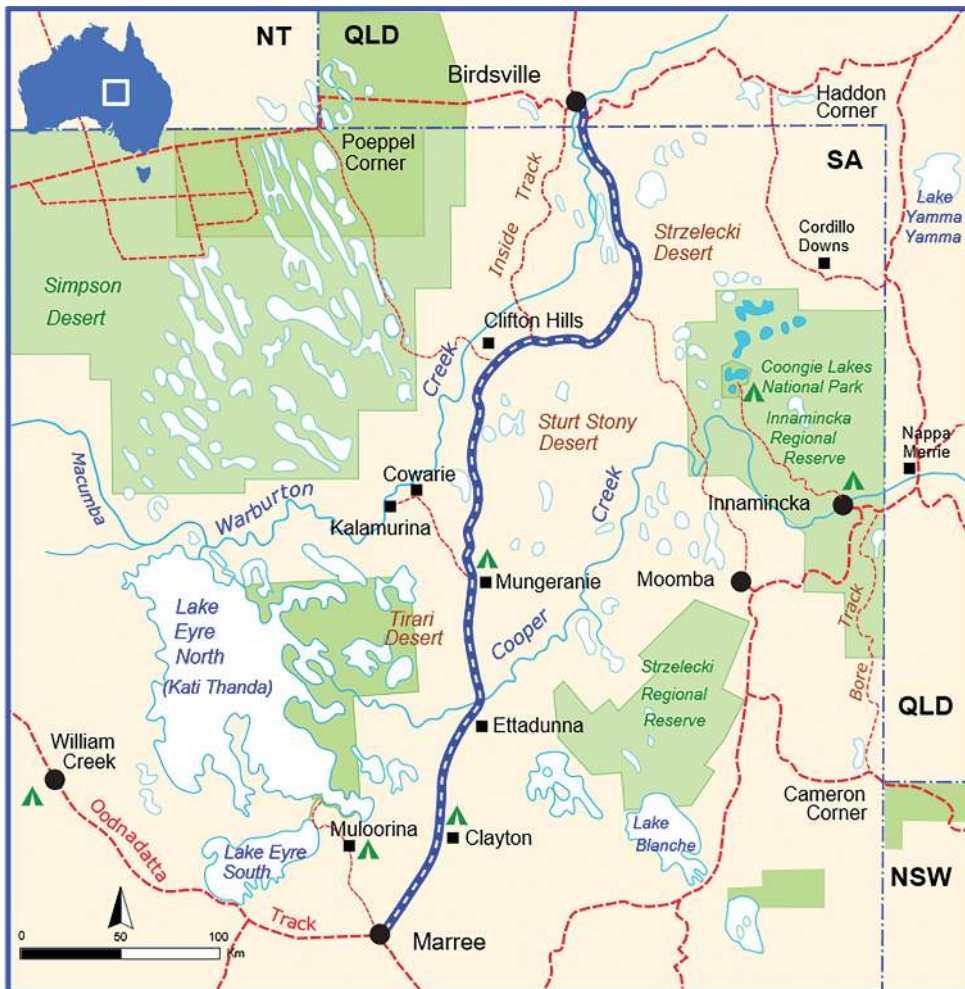 NT
QLD
Birdsville
Haddon
Corner
Poeppel
Corner
SA
Lake
Yamma
Yamma
Inside Track
Strzelecki
Desert
Cordillo
Downs
Simpson
Desert
Clifton Hills
Creek
Coongie Lakes
National Park
Innamincka
Regional
Reserve
Sturt Stony
Desert
Nappa
Merrie
Macumba
Cowarie
Warburton
Kalamurina
Creek
Innamincka
Mungeranie
Moomba
Lake
Eyre
North
(Kati Thanda)
Tirari
Desert
Cooper
Track
Bore
Strzelecki
Regional
Reserve
QLD
Ettadunna
William
Creek
Cameron
Corner
Oodnadatta
Muloorina
Clayton
Lake
Blanche
Lake Eyre
South
NSW
Track
Marree
0 50 100
Km